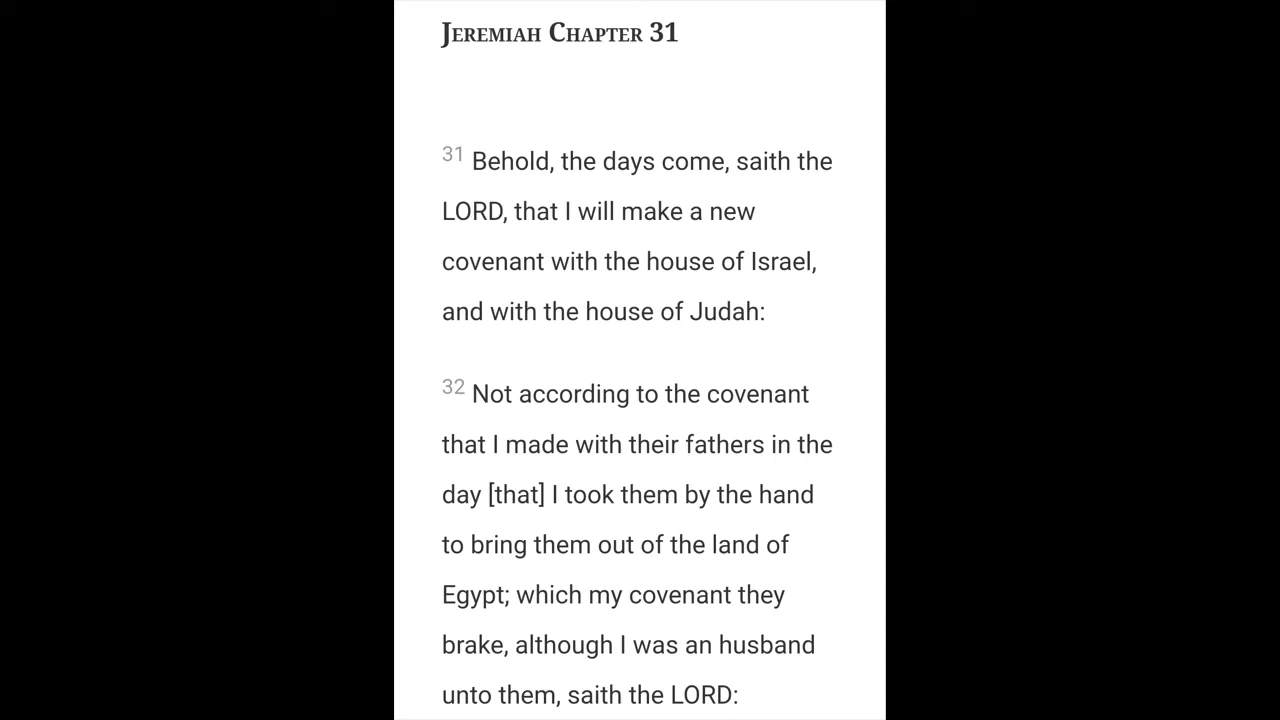 Jeremiah Chapter 31
31 Behold, the days come, saith the
LORD, that I will make a new
covenant with the house of Israel,
and with the house of Judah:
32 Not according to the covenant
that I made with their fathers in the
day [that] I took them by the hand
to bring them out of the land of
Egypt; which my covenant they
brake, although I was an husband
unto them, saith the LORD: